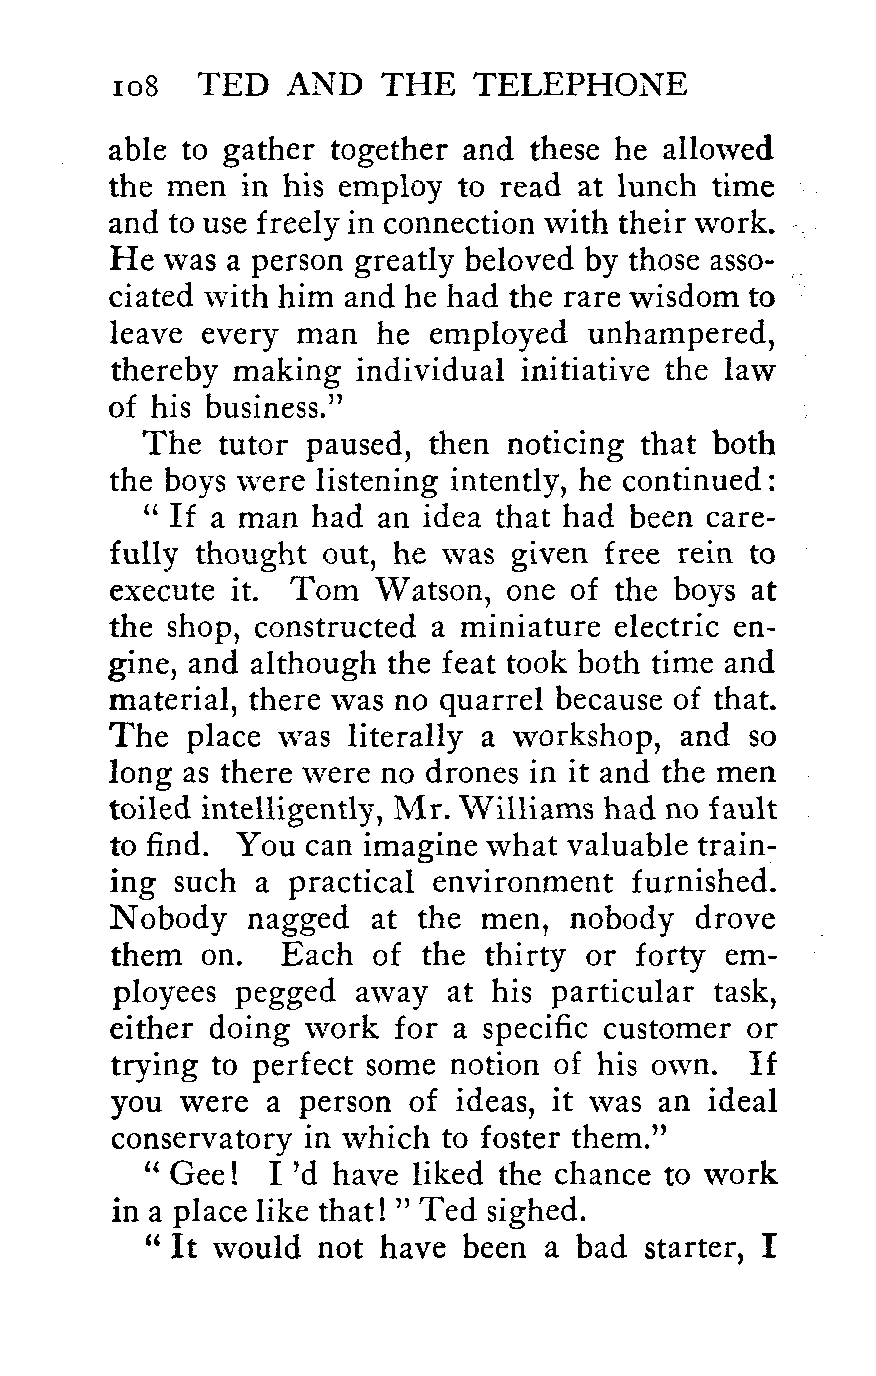 108 TED AND THE TELEPHONE
able to gather together and these he allowed
the men in his employ to read at lunch time
and to use freely in connection with their work.
He was a person greatly beloved by those asso-
ciated with him and he had the rare wisdom to
leave every man he employed unhampered,
thereby making individual initiative the law
of his business."
The tutor paused, then noticing that both
the boys were listening intently, he continued:
" If a man had an idea that had been care-
fully thought out, he was given free rein to
execute it. Tom Watson, one of the boys at
the shop, constructed a miniature electric en-
gine, and although the feat took both time and
material, there was no quarrel because of that.
The place was literally a workshop, and so
long as there were no drones in it and the men
toiled intelligently, Mr. Williams had no fault
to find. You can imagine what valuable train-
ing such a practical environment furnished.
Nobody nagged at the men, nobody drove
them on. Each of the thirty or forty em-
ployees pegged away at his particular task,
either doing work for a specific customer or
trying to perfect some notion of his own. If
you were a person of ideas, it was an ideal
conservatory in which to foster them."
" Gee! I 'd have liked the chance to work
in a place like that! " Ted sighed.
" It would not have been a bad starter, I